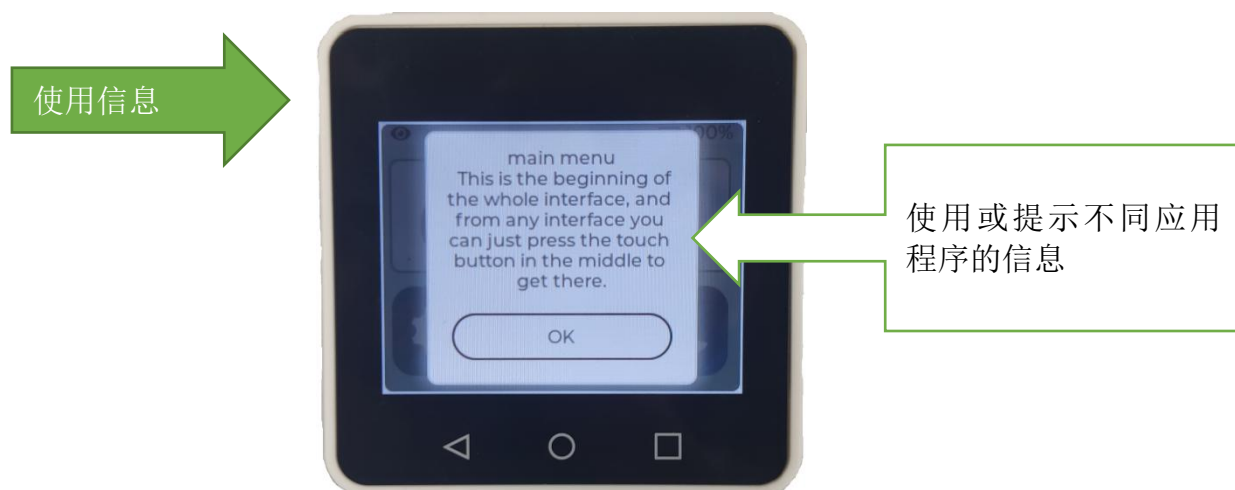 使用信息
100%
main menu
This is the beginning of
the whole interface, and
from any interface you
can just press the touch
button in the middle to
get there.
OK
使用或提示不同应用
程序的信息